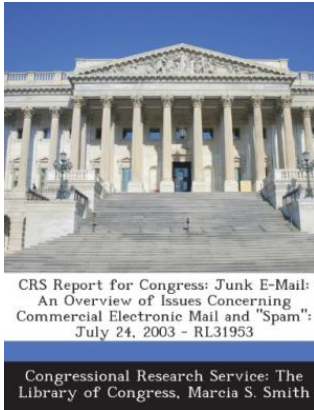 CRS Report for Congress: Junk E-Mail:
An Overview of Issues Concerning
Commercial Electronic Mail and "Spam":
July 24, 2003 - RL31953
Congressional Research Service: The
Library of Congress, Marcia S. Smith